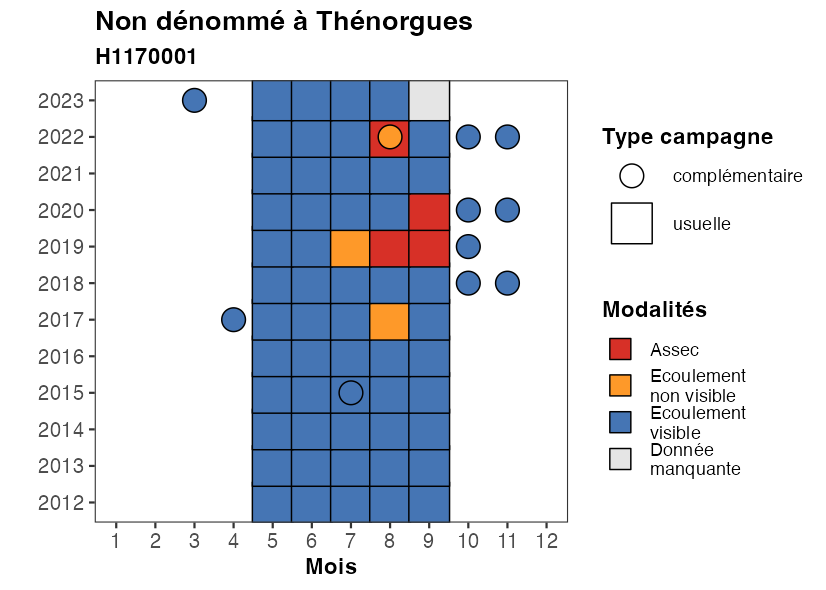 Non dénommé à Thénorgues
H1170001
2023
2022
2021
2020
2019
2018
2017
2016
2015
2014
2013
2012
1 2 3 4 5 6 7 8 9 10 11 12
Mois
Type campagne
complémentaire
usuelle
Modalités
Assec
Ecoulement
non visible
Ecoulement
visible
Donnée
manquante